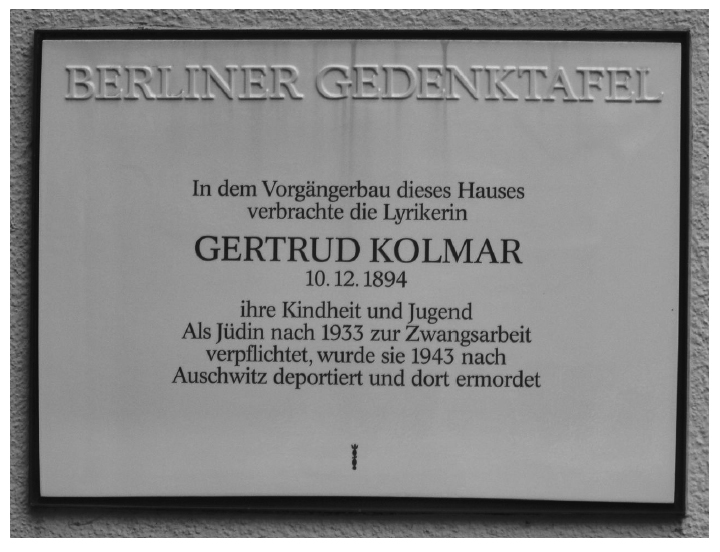 BERLINER GEDENKTAFEL
In dem Vorgängerbau dieses Hauses
verbrachte die Lyrikerin
GERTRUD KOLMAR
10. 12. 1894
ihre Kindheit und Jugend
Als Jüdin nach 1933 zur Zwangsarbeit
verpflichtet, wurde sie 1943 nach
Auschwitz deportiert und dort ermordet